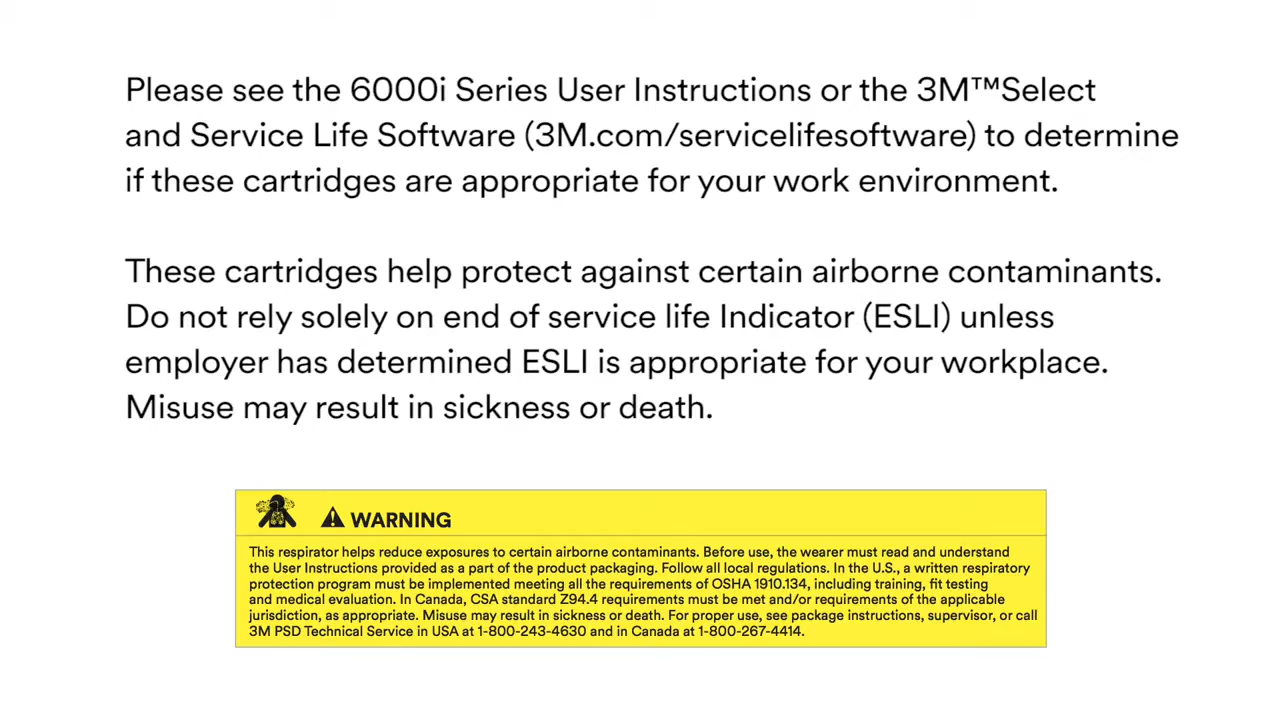 Please see the 6000i Series User Instructions or the 3M™Select
and Service Life Software (3M.com/servicelifesoftware) to determine
if these cartridges are appropriate for your work environment.
These cartridges help protect against certain airborne contaminants.
Do not rely solely on end of service life Indicator (ESLI) unless
employer has determined ESLI is appropriate for your workplace.
Misuse may result in sickness or death.
WARNING
This respirator helps reduce exposures to certain airborne contaminants. Before use, the wearer must read and understand
the User Instructions provided as a part of the product packaging. Follow all local regulations. In the U.S., a written respiratory
protection program must be implemented meeting all the requirements of OSHA 1910.134, including training, fit testing
and medical evaluation. In Canada, CSA standard Z94.4 requirements must be met and/or requirements of the applicable
jurisdiction, as appropriate. Misuse may result in sickness or death. For proper use, see package instructions, supervisor, or call
3M PSD Technical Service in USA at 1-800-243-4630 and in Canada at 1-800-267-4414.